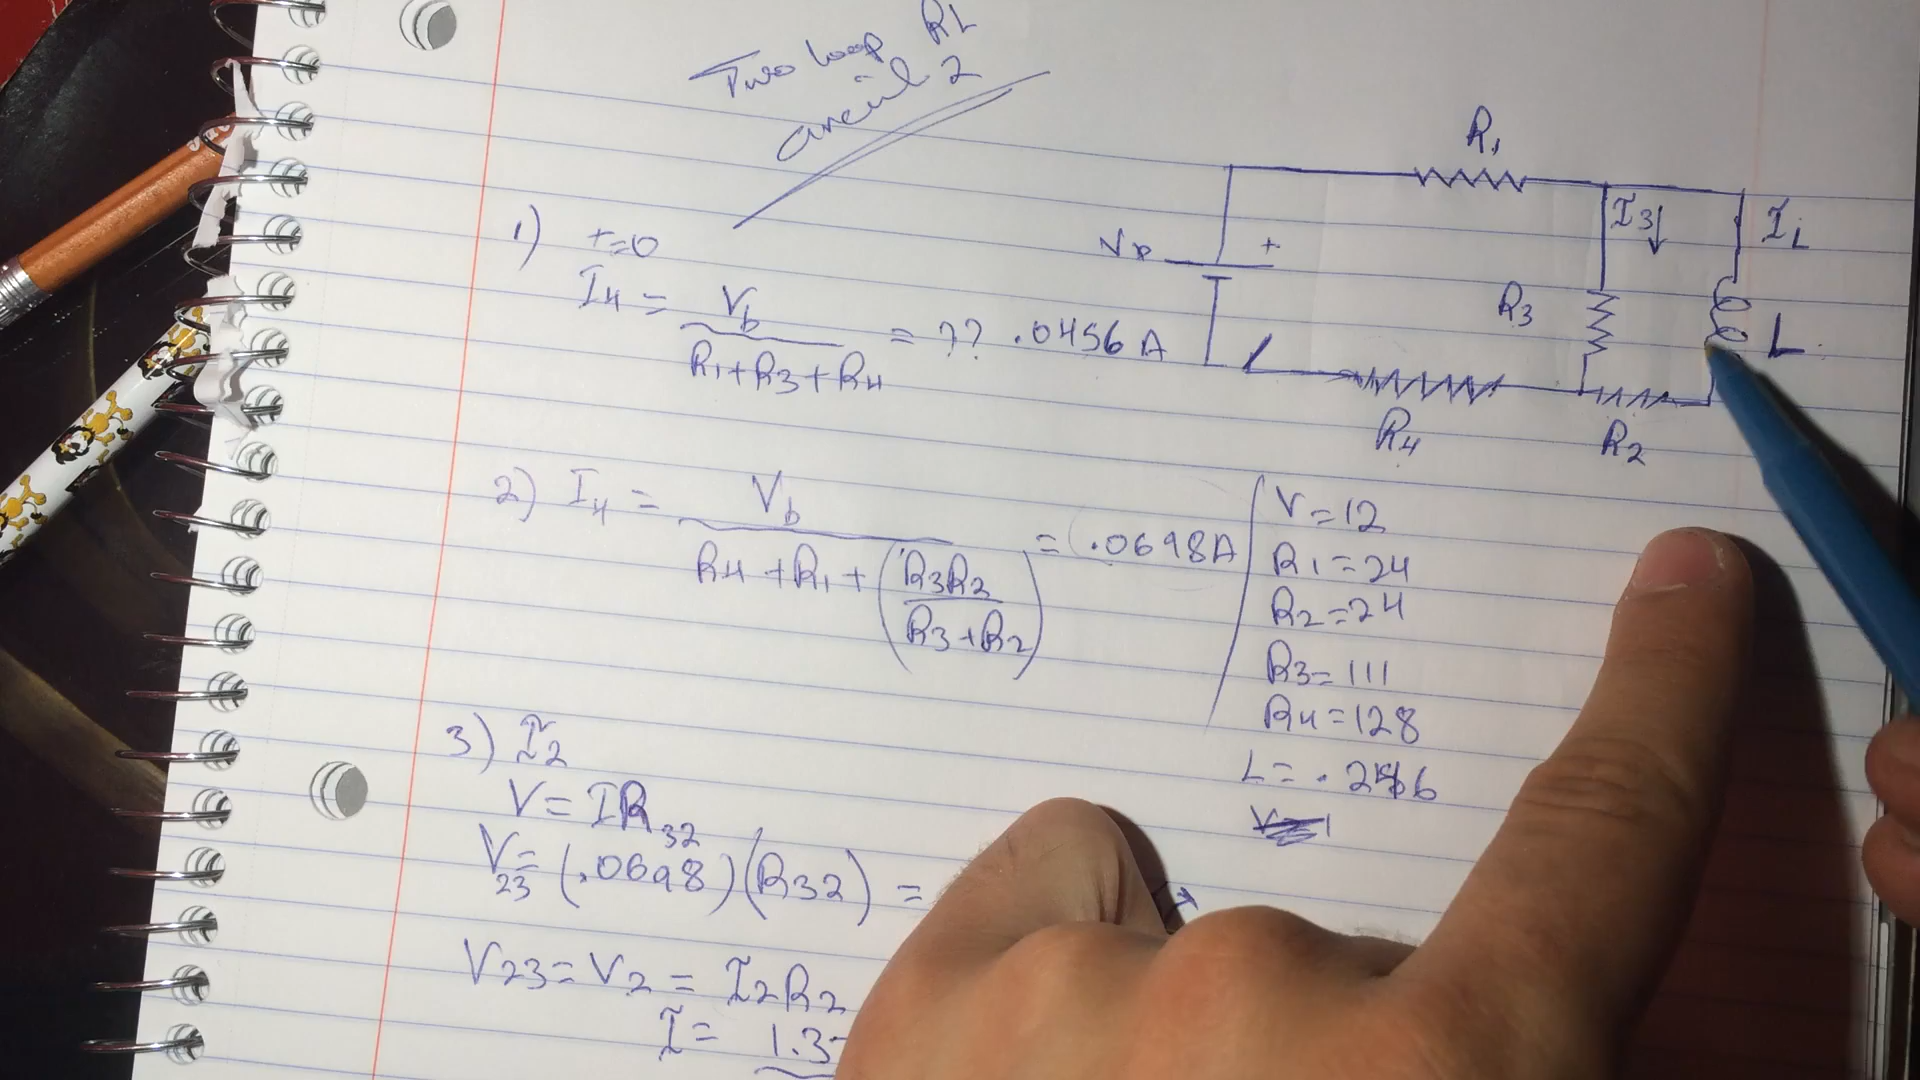 Two loop RL
circuit 2
1) t=0
I4 = Vb / R1+R3+R4 = ?? .0456A
2) I4 = Vb / R4+R1+(R3R2 / R3+R2) = .0698A
3) I2
V=IR32
V23=(.0698)(R32)=
V23=V2=I2R2
I= 1.3
R1
I3
IL
+
R3
L
R4
R2
V=12
R1=24
R2=24
R3=111
R4=128